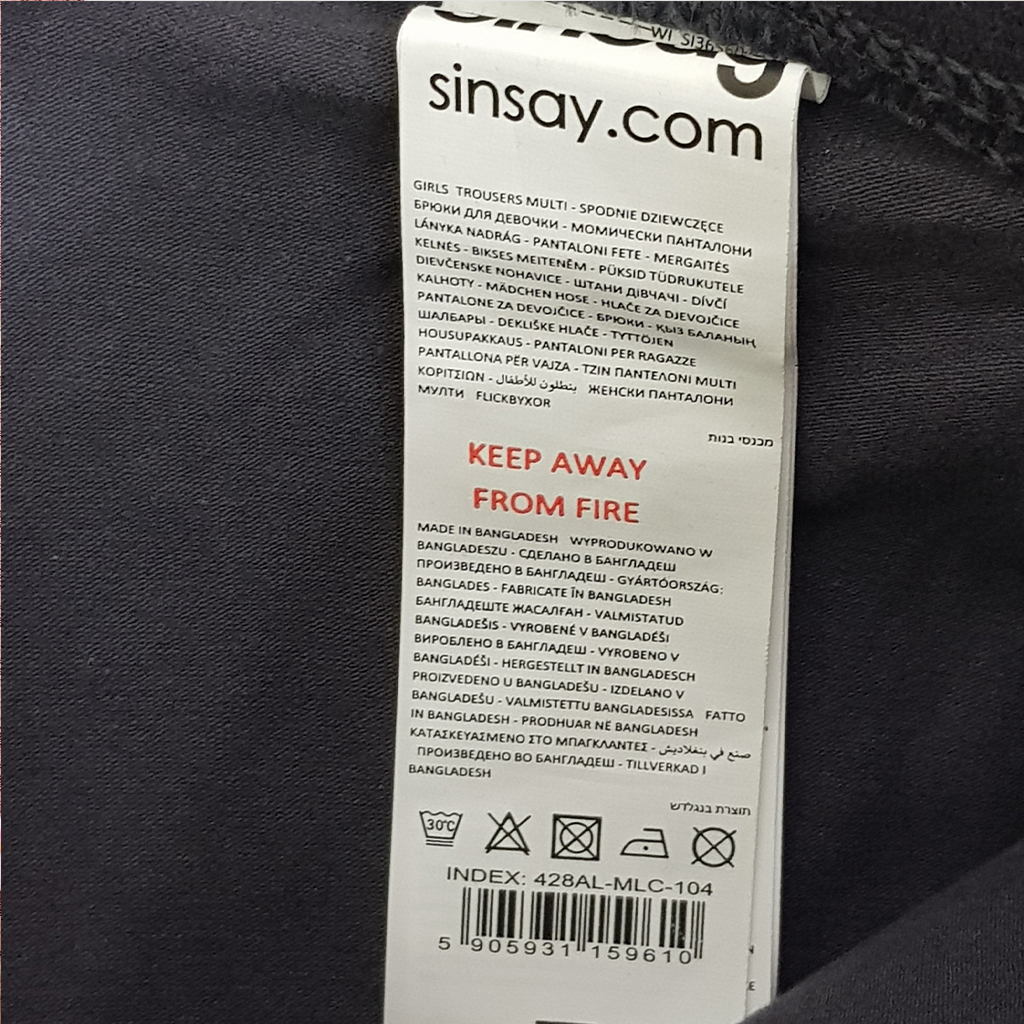 sinsay.com
GIRLS TROUSERS MULTI - SPODNIE DZIEWCZĘCE
БРЮКИ ДЛЯ ДЕВОЧКИ - МОМИЧЕСКИ ПАНТАЛОНИ
LÁNYKA NADRÁG - PANTALONI FETE - MERGAITĖS
KELNĖS - BIKSES MEITENĒM - PÜKSID TÜDRUKUTELE
DIEVČENSKE NOHAVICE - ШТАНИ ДІВЧАЧІ - DÍVČÍ
KALHOTY - MÄDCHEN HOSE - HLAČE ZA DJEVOJČICE
PANTALONE ZA DEVOJČICE - БРЮКИ - ҚЫЗ БАЛАНЫҢ
ШАЛБАРЫ - DEKLIŠKE HLAČE - TYTTÖJEN
HOUSUPAKKAUS - PANTALONI PER RAGAZZE
PANTALLONA PËR VAJZA - ΤΖΙΝ ΠΑΝΤΕΛΟΝΙ MULTI
ΚΟΡΙΤΣΙΩΝ - بنطلون للأطفال ЖЕНСКИ ПАНТАЛОНИ
МУЛТИ FLICKBYXOR
מכנסי בנות
KEEP AWAY
FROM FIRE
MADE IN BANGLADESH WYPRODUKOWANO W
BANGLADESZU - СДЕЛАНО В БАНГЛАДЕШ
ПРОИЗВЕДЕНО В БАНГЛАДЕШ - GYÁRTÓORSZÁG:
BANGLADES - FABRICATE ÎN BANGLADESH
БАНГЛАДЕШТЕ ЖАСАЛҒАН - VALMISTATUD
BANGLADEŠIS - VYROBENÉ V BANGLADÉŠI
ВИРОБЛЕНО В БАНГЛАДЕШ - VYROBENO V
BANGLADÉŠI - HERGESTELLT IN BANGLADESCH
PROIZVEDENO U BANGLADEŠU - IZDELANO V
BANGLADEŠU - VALMISTETTU BANGLADESISSA FATTO
IN BANGLADESH - PRODHUAR NË BANGLADESH
ΚΑΤΑΣΚΕΥΑΣΜΕΝΟ ΣΤΟ ΜΠΑΓΚΛΑΝΤΕΣ - صنع في بنغلاديش
ПРОИЗВЕДЕНО ВО БАНГЛАДЕШ - TILLVERKAD I
BANGLADESH
תוצרת בנגלדש
30℃
INDEX: 428AL-MLC-104
5 905931 159610